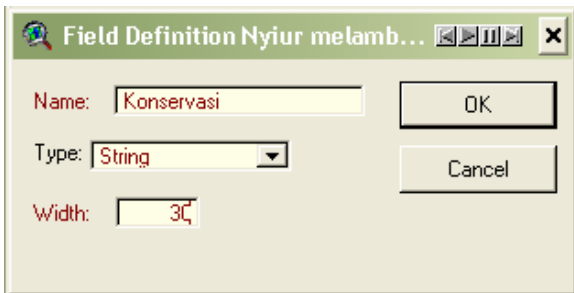 Field Definition Nyiur melamb...
Name: Konservasi
OK
Type: String
Cancel
Width: 30